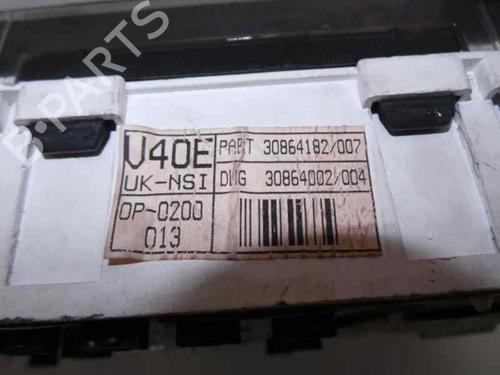 B-PARTS
V40E
UK-NSI
OP-0200
013
PART 30864182/007
DWG 30864002/004